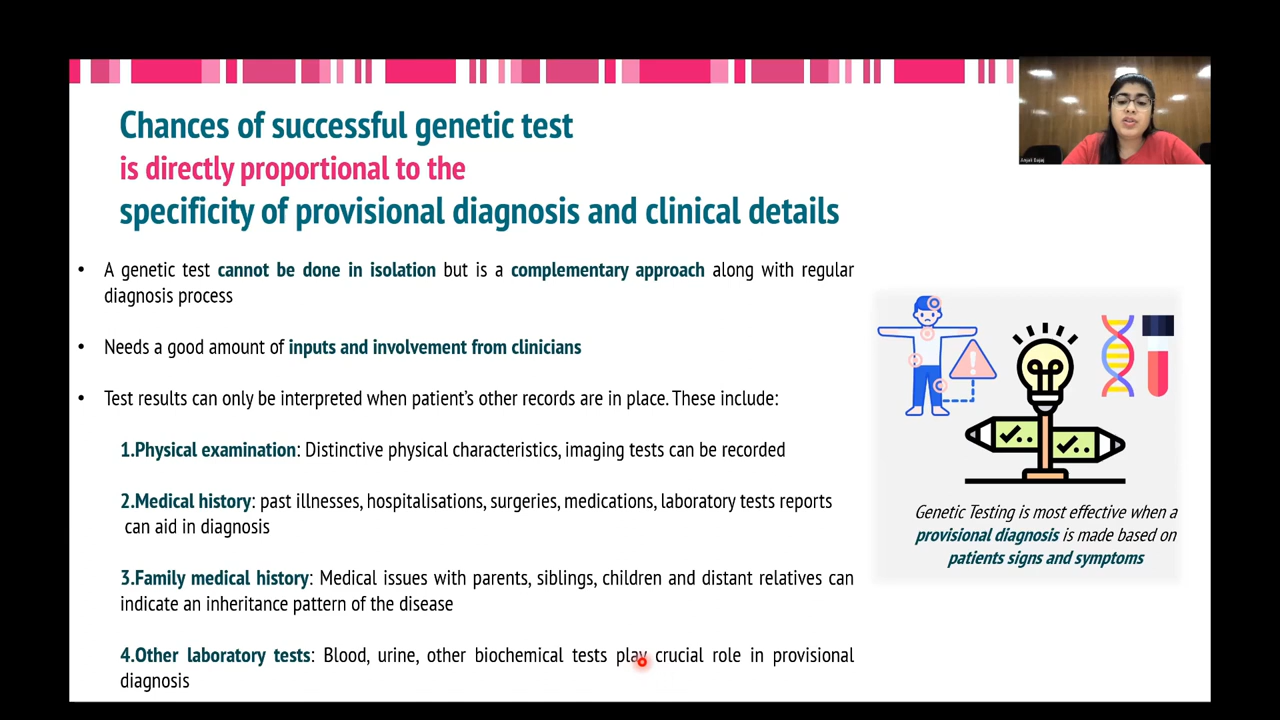 Chances of successful genetic test
is directly proportional to the
specificity of provisional diagnosis and clinical details
Anjali Bajaj
• A genetic test cannot be done in isolation but is a complementary approach along with regular
diagnosis process
• Needs a good amount of inputs and involvement from clinicians
• Test results can only be interpreted when patient’s other records are in place. These include:
1.Physical examination: Distinctive physical characteristics, imaging tests can be recorded
2.Medical history: past illnesses, hospitalisations, surgeries, medications, laboratory tests reports
can aid in diagnosis
3.Family medical history: Medical issues with parents, siblings, children and distant relatives can
indicate an inheritance pattern of the disease
4.Other laboratory tests: Blood, urine, other biochemical tests play crucial role in provisional
diagnosis
Genetic Testing is most effective when a
provisional diagnosis is made based on
patients signs and symptoms